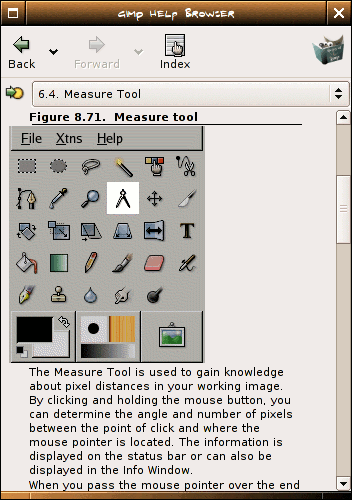 GIMP HELP BROWSER
Back
Forward
Index
6.4. Measure Tool
Figure 8.71.  Measure tool
File Xtns Help
T
The Measure Tool is used to gain knowledge
about pixel distances in your working image.
By clicking and holding the mouse button, you
can determine the angle and number of pixels
between the point of click and where the
mouse pointer is located. The information is
displayed on the status bar or can also be
displayed in the Info Window.
When you pass the mouse pointer over the end